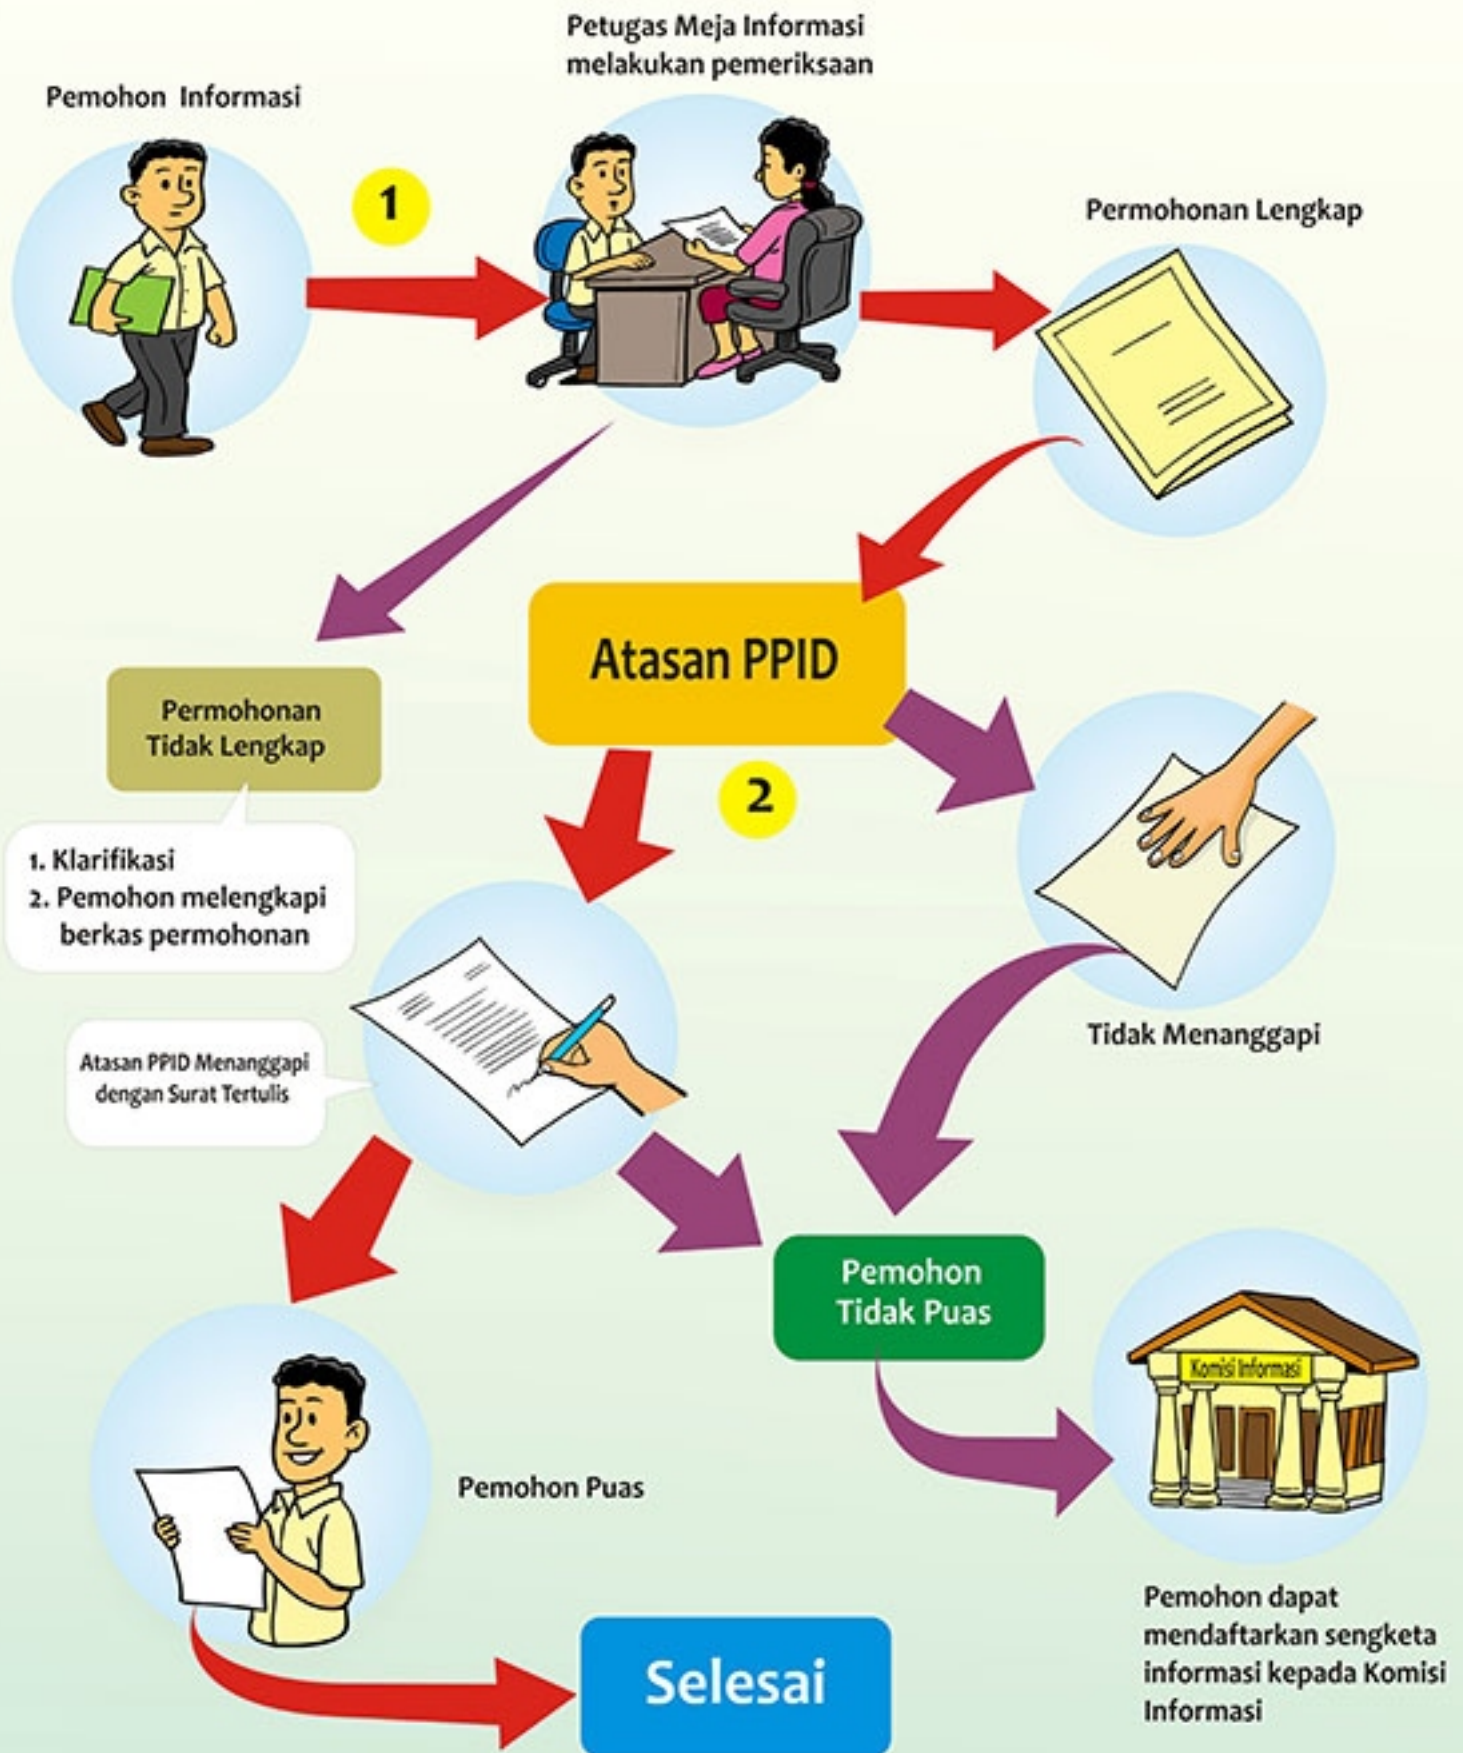 Petugas Meja Informasi
melakukan pemeriksaan
Pemohon Informasi
1
Permohonan Lengkap
Atasan PPID
Permohonan
Tidak Lengkap
2
1. Klarifikasi
2. Pemohon melengkapi
berkas permohonan
Tidak Menanggapi
Atasan PPID Menanggapi
dengan Surat Tertulis
Pemohon
Tidak Puas
Komisi Informasi
Pemohon Puas
Pemohon dapat
mendaftarkan sengketa
informasi kepada Komisi
Informasi
Selesai